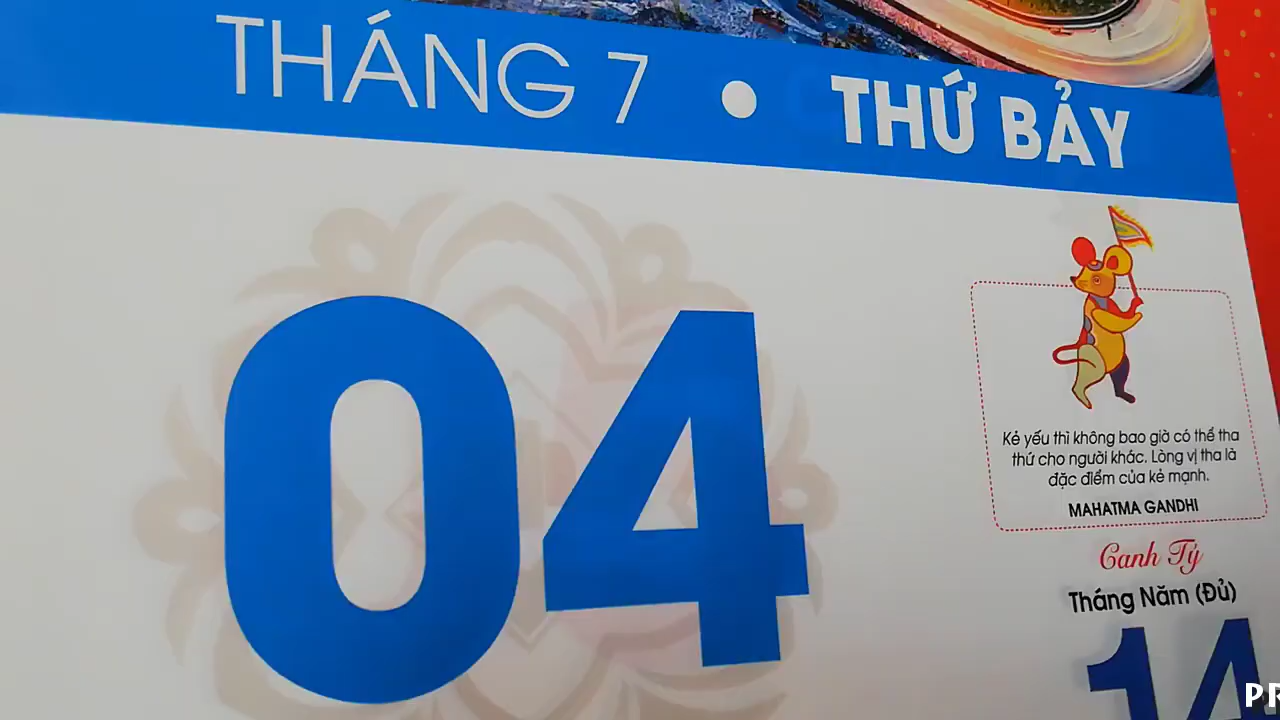 THÁNG 7 • THỨ BẢY
04
Kẻ yếu thì không bao giờ có thể tha
thứ cho người khác. Lòng vị tha là
đặc điểm của kẻ mạnh.
MAHATMA GANDHI
Canh Tý
Tháng Năm (Đủ)
14